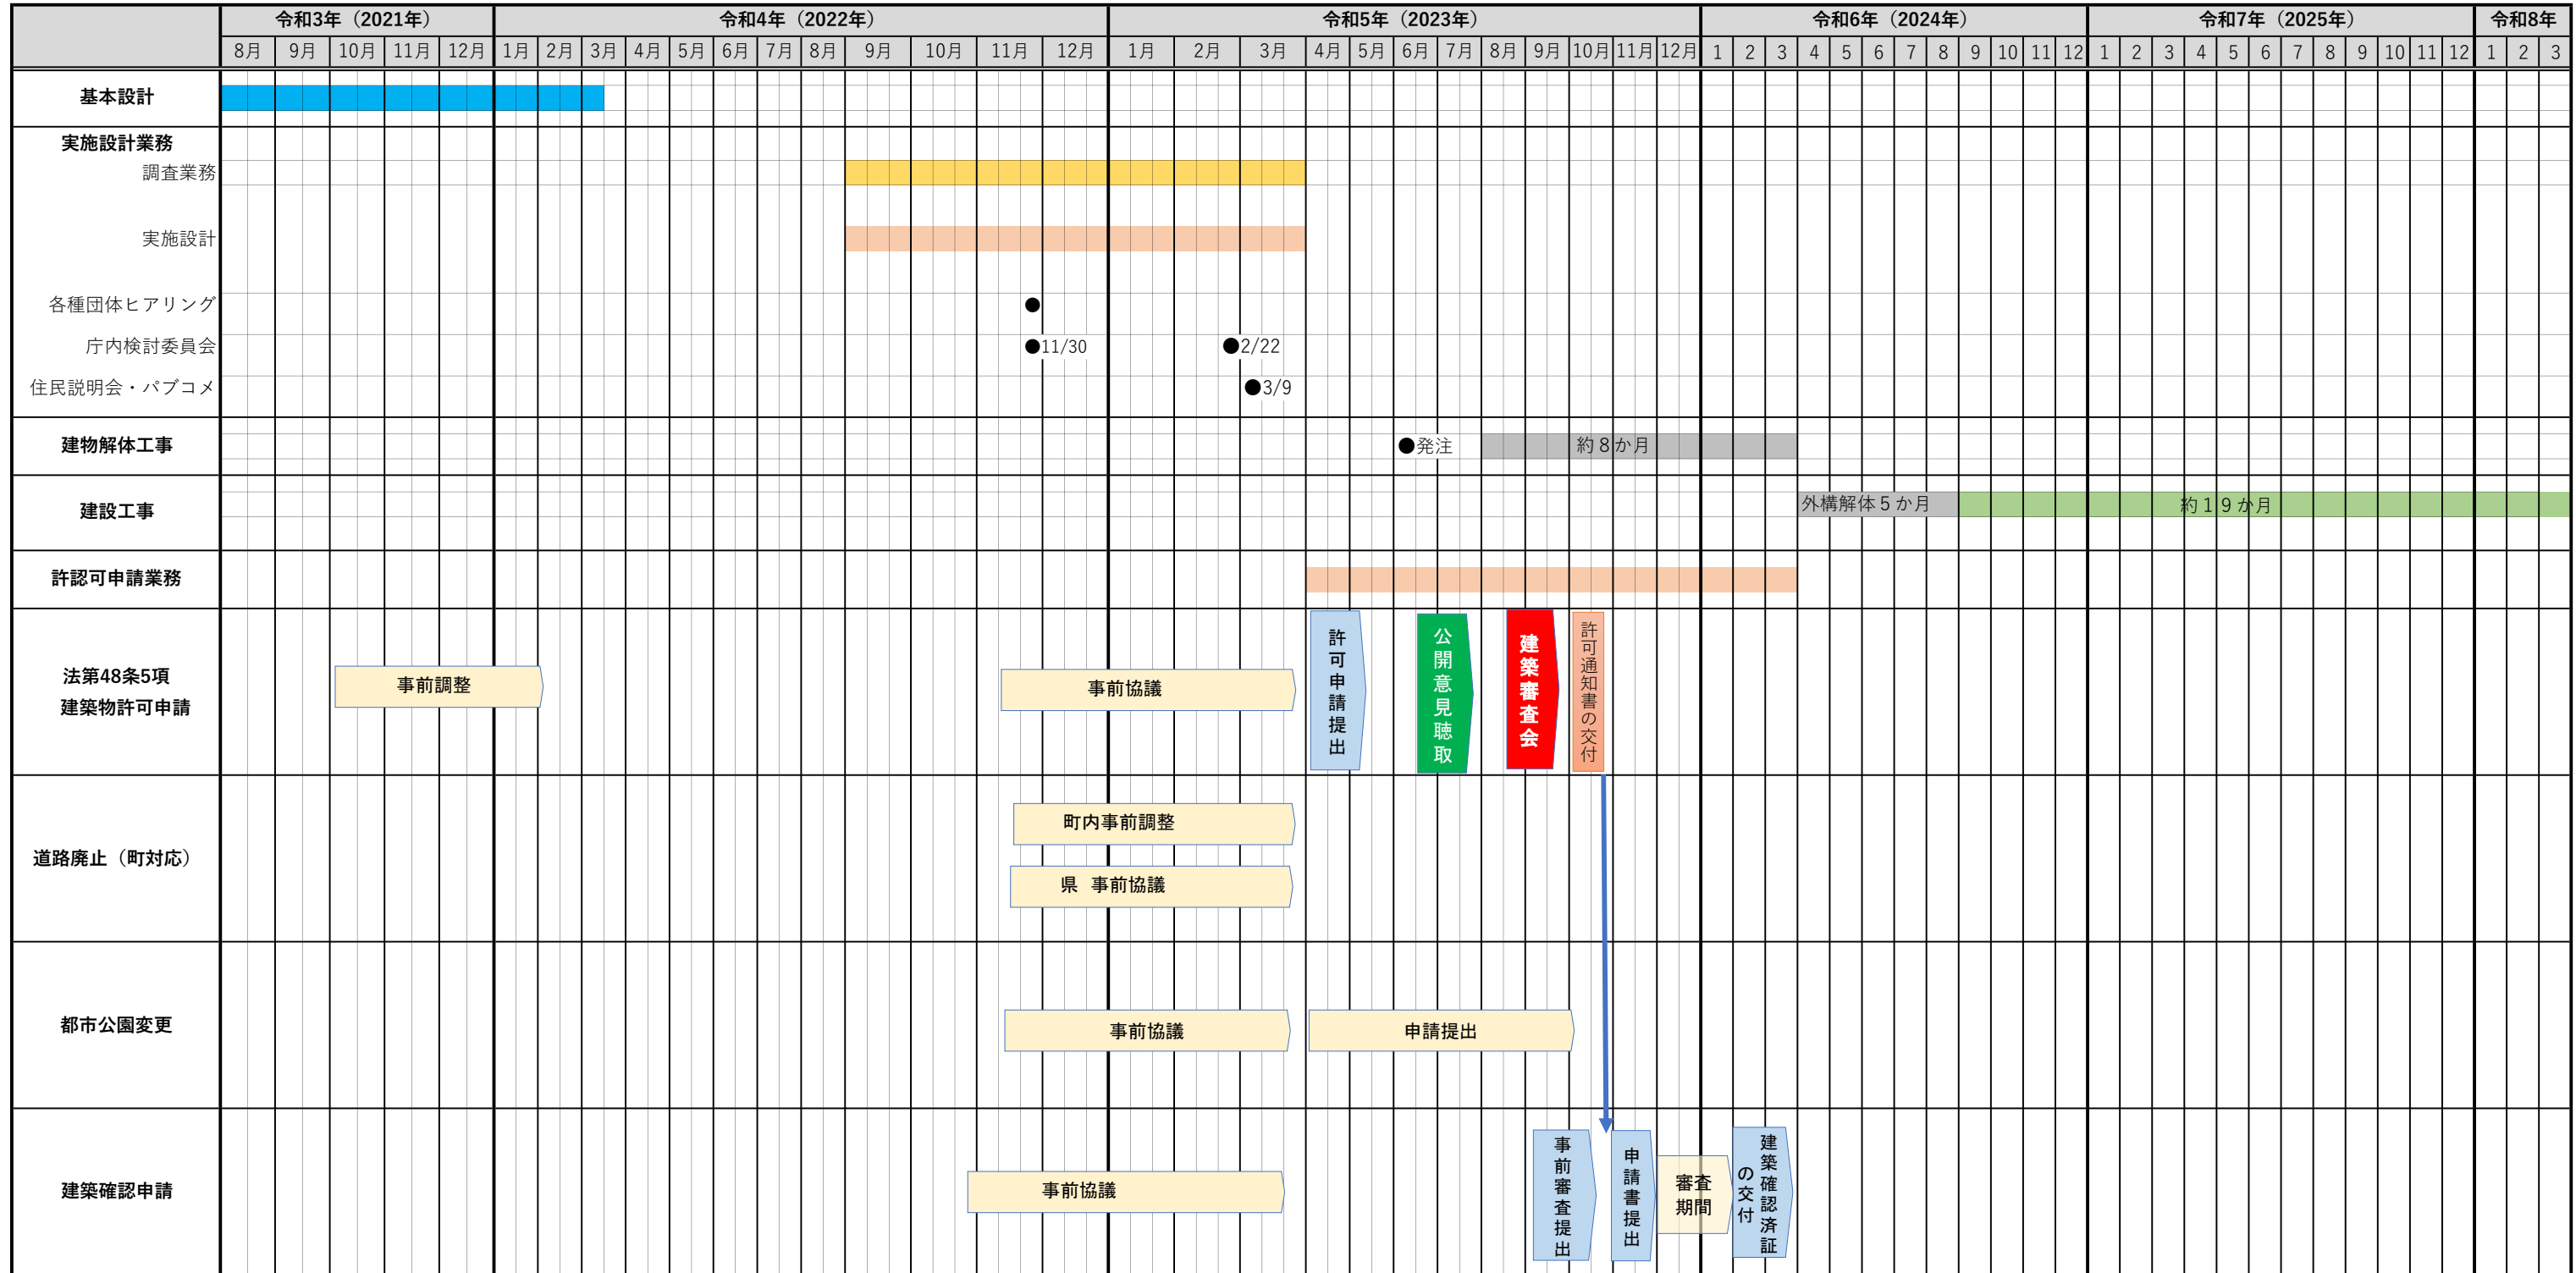 令和3年（2021年） 令和4年（2022年） 令和5年（2023年） 令和6年（2024年） 令和7年（2025年） 令和8年
8月 9月 10月 11月 12月 1月 2月 3月 4月 5月 6月 7月 8月 9月 10月 11月 12月 1月 2月 3月 4月 5月 6月 7月 8月 9月 10月 11月 12月 1 2 3 4 5 6 7 8 9 10 11 12 1 2 3 4 5 6 7 8 9 10 11 12 1 2 3
基本設計
実施設計業務
調査業務
実施設計
各種団体ヒアリング ●
庁内検討委員会 ●11/30 ●2/22
住民説明会・パブコメ ●3/9
建物解体工事 ●発注 約８か月
建設工事 外構解体５か月 約１９か月
許認可申請業務
法第48条5項
建築物許可申請
事前調整
事前協議
許可申請提出
公開意見聴取
建築審査会
許可通知書の交付
道路廃止（町対応）
町内事前調整
県 事前協議
都市公園変更
事前協議
申請提出
建築確認申請
事前協議
事前審査提出
申請書提出
審査
期間
建築確認済証
の交付